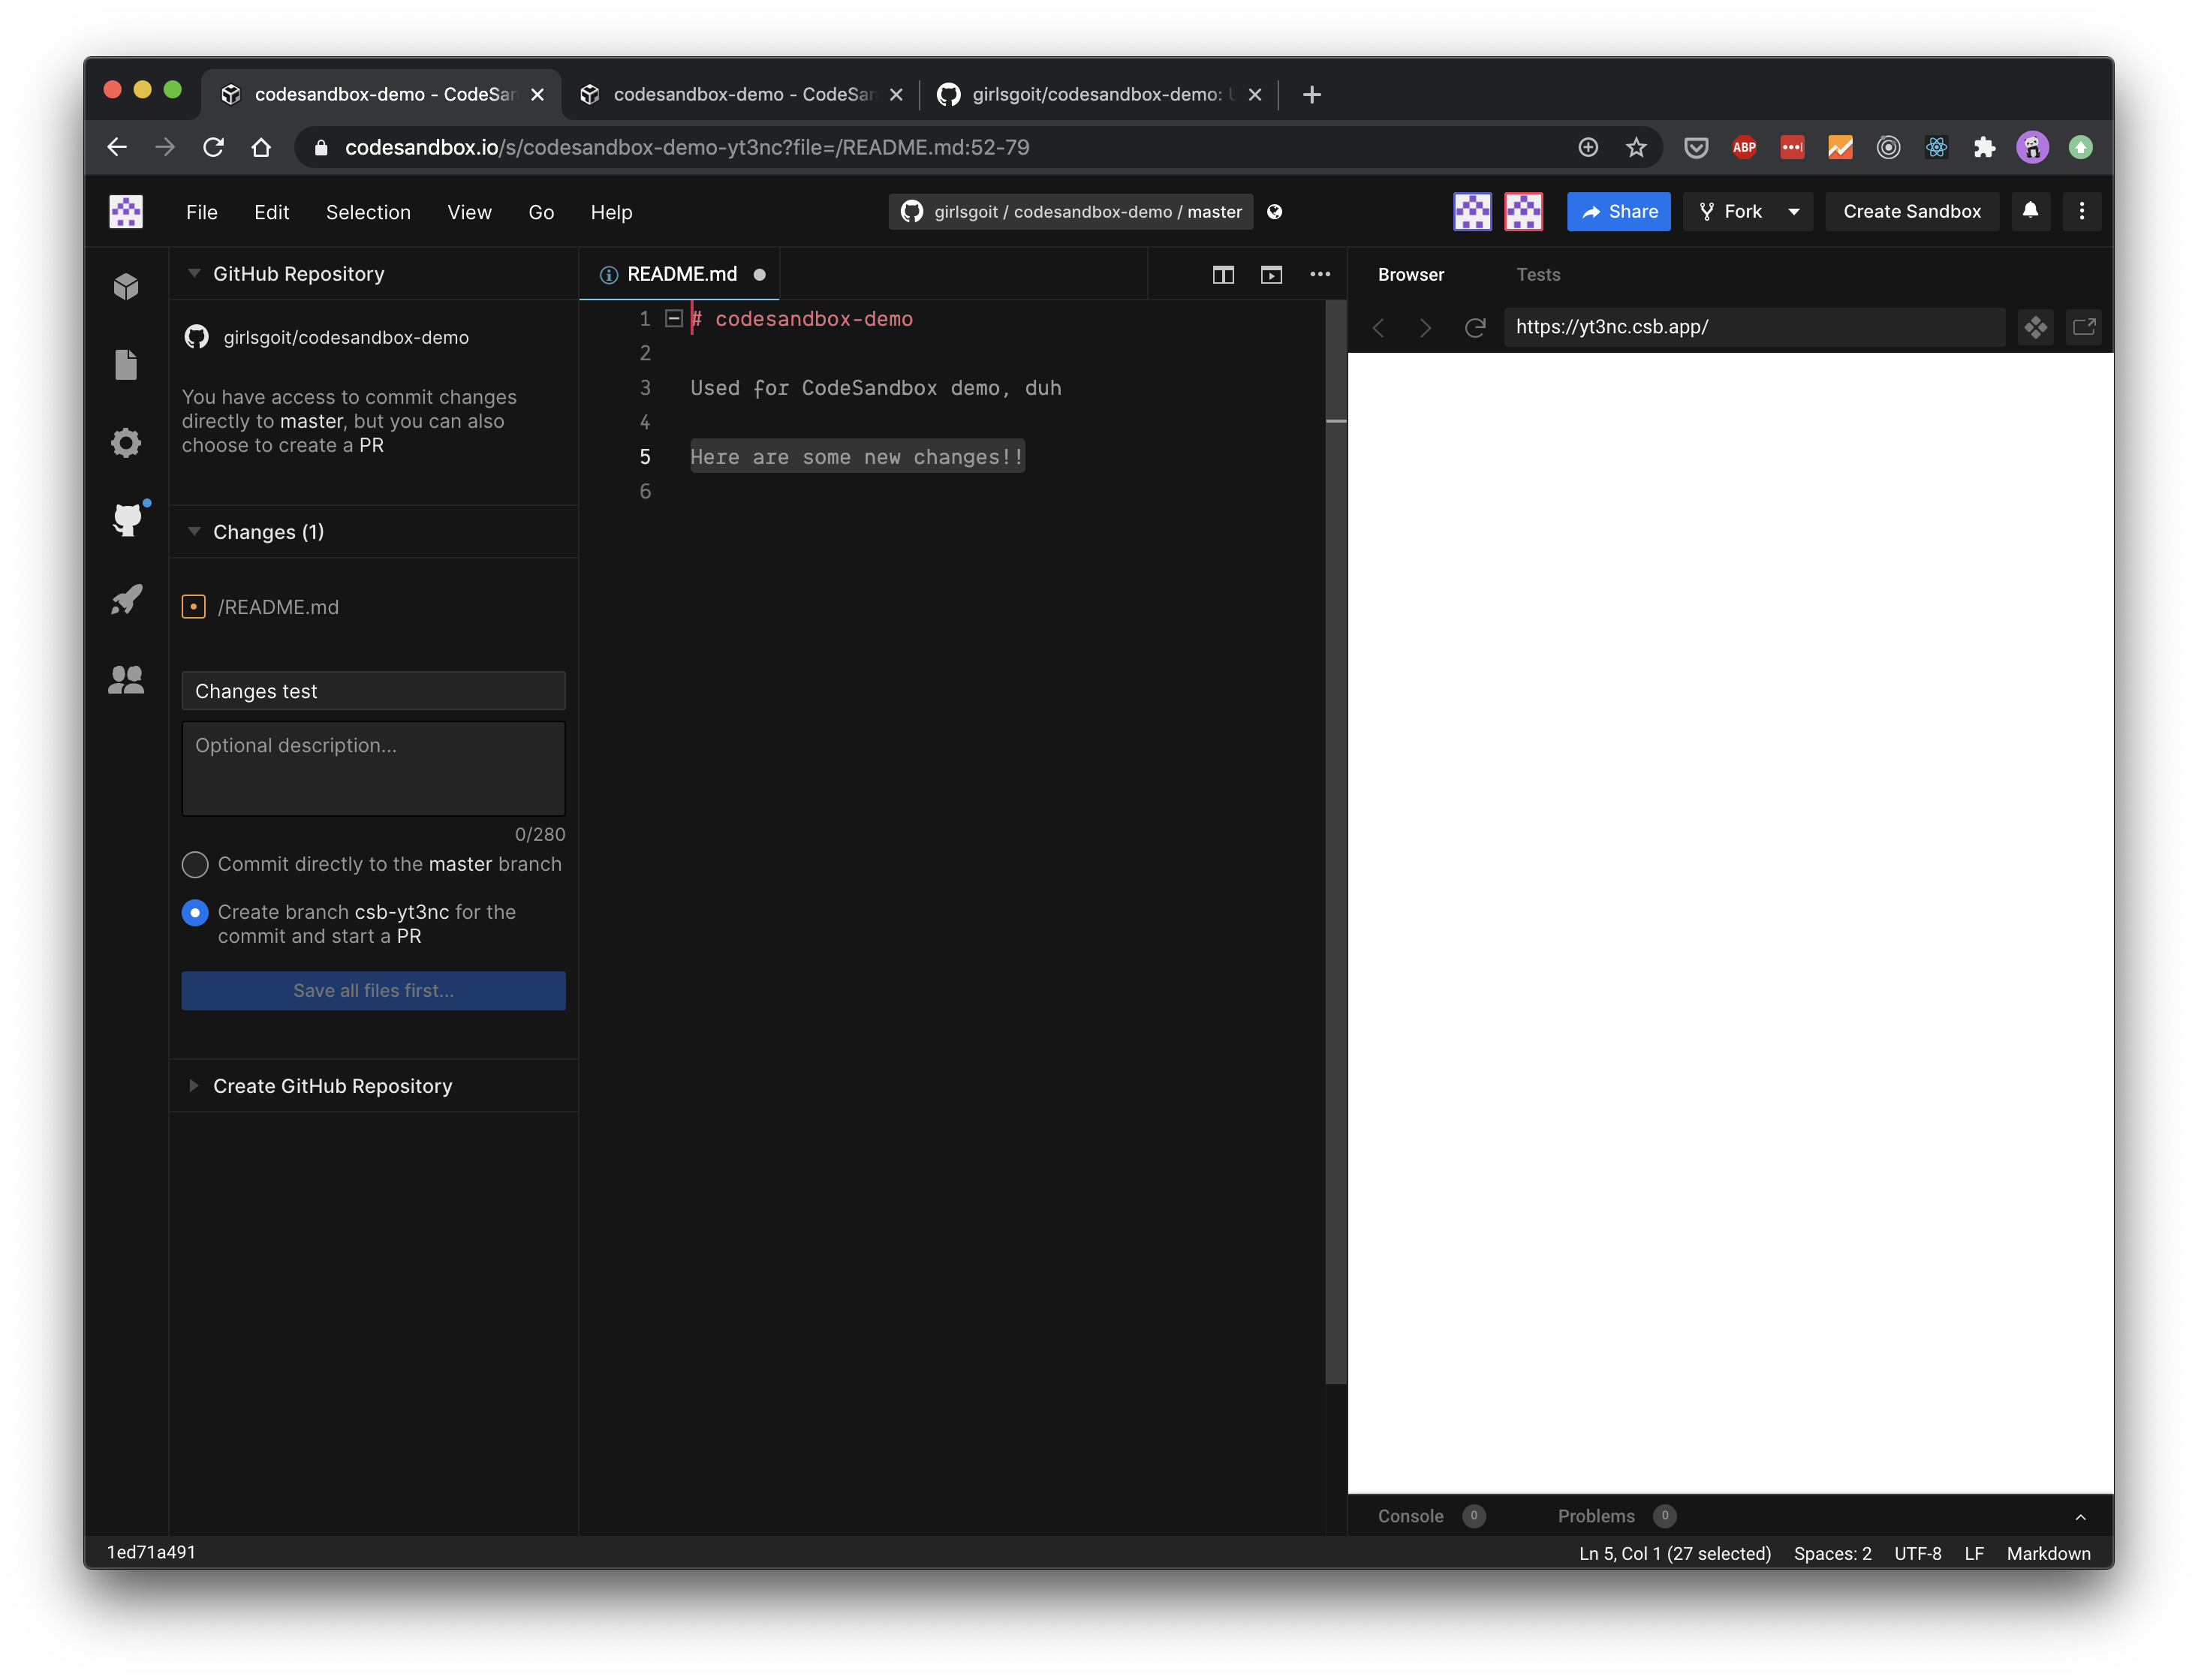 codesandbox-demo - CodeSan
codesandbox-demo - CodeSan
girlsgoit/codesandbox-demo: U
codesandbox.io/s/codesandbox-demo-yt3nc?file=/README.md:52-79
ABP
File Edit Selection View Go Help
girlsgoit / codesandbox-demo / master
Share
Fork
Create Sandbox
GitHub Repository
girlsgoit/codesandbox-demo
You have access to commit changes
directly to master, but you can also
choose to create a PR
Changes (1)
/README.md
Changes test
Optional description...
0/280
Commit directly to the master branch
Create branch csb-yt3nc for the
commit and start a PR
Save all files first...
Create GitHub Repository
README.md
1 # codesandbox-demo
2
3 Used for CodeSandbox demo, duh
4
5 Here are some new changes!!
6
Browser Tests
https://yt3nc.csb.app/
Console 0 Problems 0
1ed71a491
Ln 5, Col 1 (27 selected) Spaces: 2 UTF-8 LF Markdown